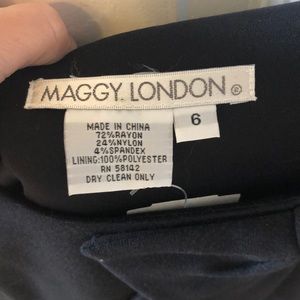 MAGGY LONDON ®
6
MADE IN CHINA
72%RAYON
24%NYLON
4%SPANDEX
LINING:100%POLYESTER
RN 58142
DRY CLEAN ONLY